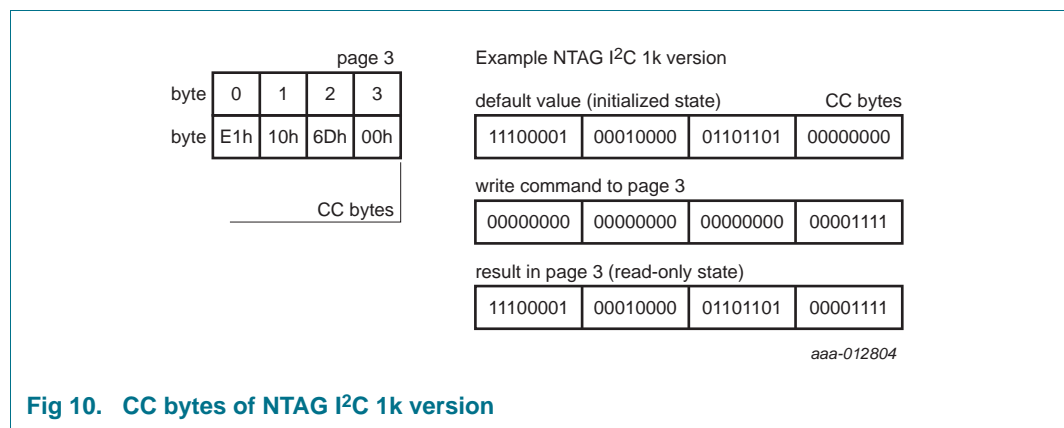 page 3
byte 0 1 2 3
byte E1h 10h 6Dh 00h
CC bytes
Example NTAG I2C 1k version
default value (initialized state) CC bytes
11100001 00010000 01101101 00000000
write command to page 3
00000000 00000000 00000000 00001111
result in page 3 (read-only state)
11100001 00010000 01101101 00001111
aaa-012804
Fig 10. CC bytes of NTAG I2C 1k version